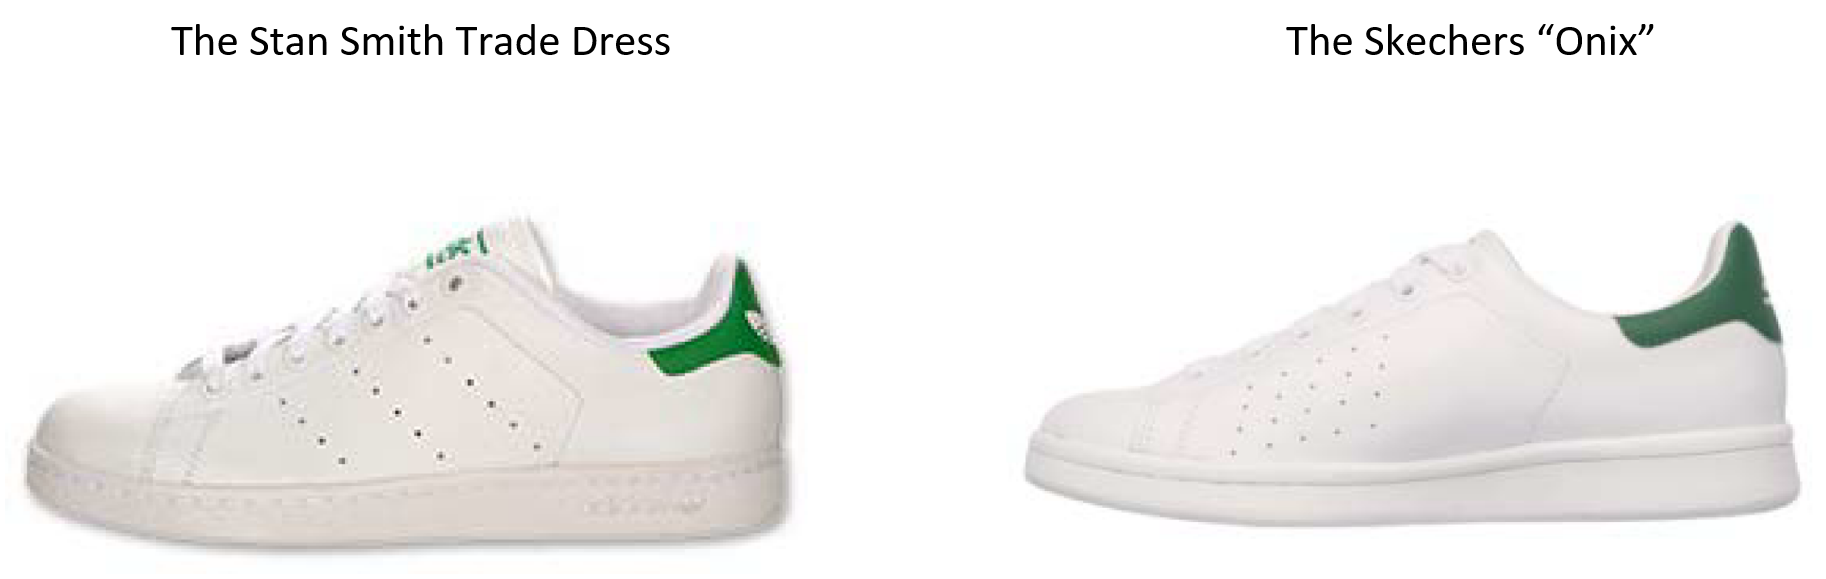 The Stan Smith Trade Dress
The Skechers “Onix”